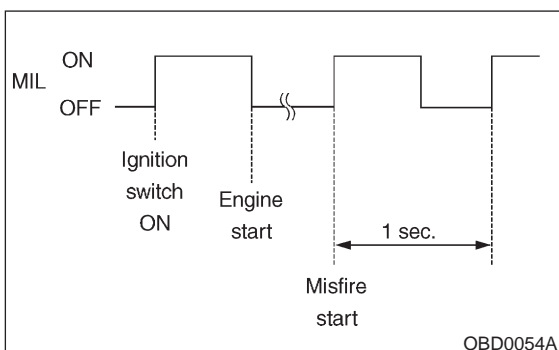 ON
MIL
OFF
Ignition
switch
ON
Engine
start
1 sec.
Misfire
start
OBD0054A